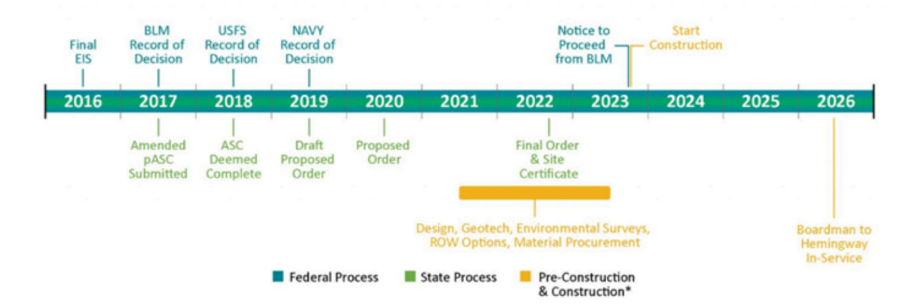 Final
EIS
BLM
Record of
Decision
USFS
Record of
Decision
NAVY
Record of
Decision
Notice to
Proceed
from BLM
Start
Construction
2016 2017 2018 2019 2020 2021 2022 2023 2024 2025 2026
Amended
pASC
Submitted
ASC
Deemed
Complete
Draft
Proposed
Order
Proposed
Order
Final Order
& Site
Certificate
Design, Geotech, Environmental Surveys,
ROW Options, Material Procurement
Boardman to
Hemingway
In-Service
Federal Process State Process Pre-Construction
& Construction*